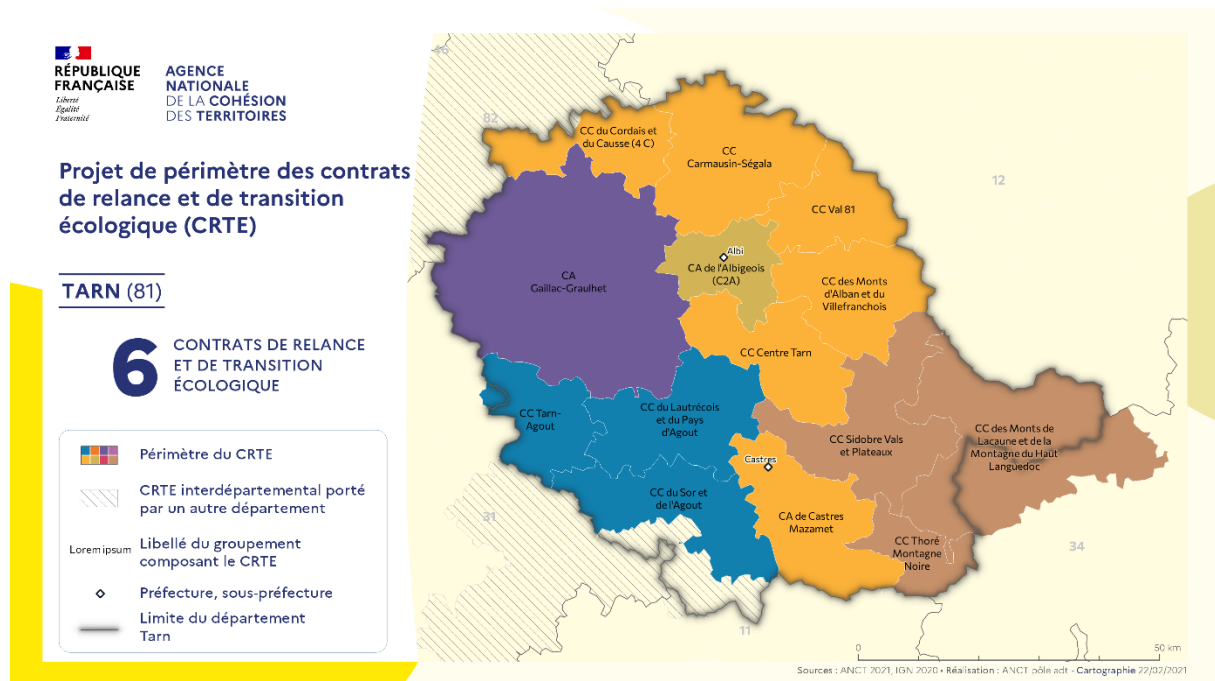 RÉPUBLIQUE
FRANÇAISE
Liberté
Égalité
Fraternité
AGENCE
NATIONALE
DE LA COHÉSION
DES TERRITOIRES
Projet de périmètre des contrats
de relance et de transition
écologique (CRTE)
TARN (81)
6
CONTRATS DE RELANCE
ET DE TRANSITION
ÉCOLOGIQUE
Périmètre du CRTE
CRTE interdépartemental porté
par un autre département
Loremipsum
Libellé du groupement
composant le CRTE
Préfecture, sous-préfecture
Limite du département
Tarn
46
82
12
31
11
34
CC du Cordais et
du Causse (4 C)
CC
Carmausin-Ségala
CC Val 81
Albi
CA de l'Albigeois
(C2A)
CA
Gaillac-Graulhet
CC des Monts
d'Alban et du
Villefranchois
CC Centre Tarn
CC Tarn-
Agout
CC du Lautrécois
et du Pays
d'Agout
CC Sidobre Vals
et Plateaux
CC des Monts de
Lacaune et de la
Montagne du Haut
Languedoc
Castres
CC du Sor et
de l'Agout
CA de Castres
Mazamet
CC Thoré
Montagne
Noire
0
50 km
Sources : ANCT 2021, IGN 2020 • Réalisation : ANCT pôle adt - Cartographie 22/02/2021